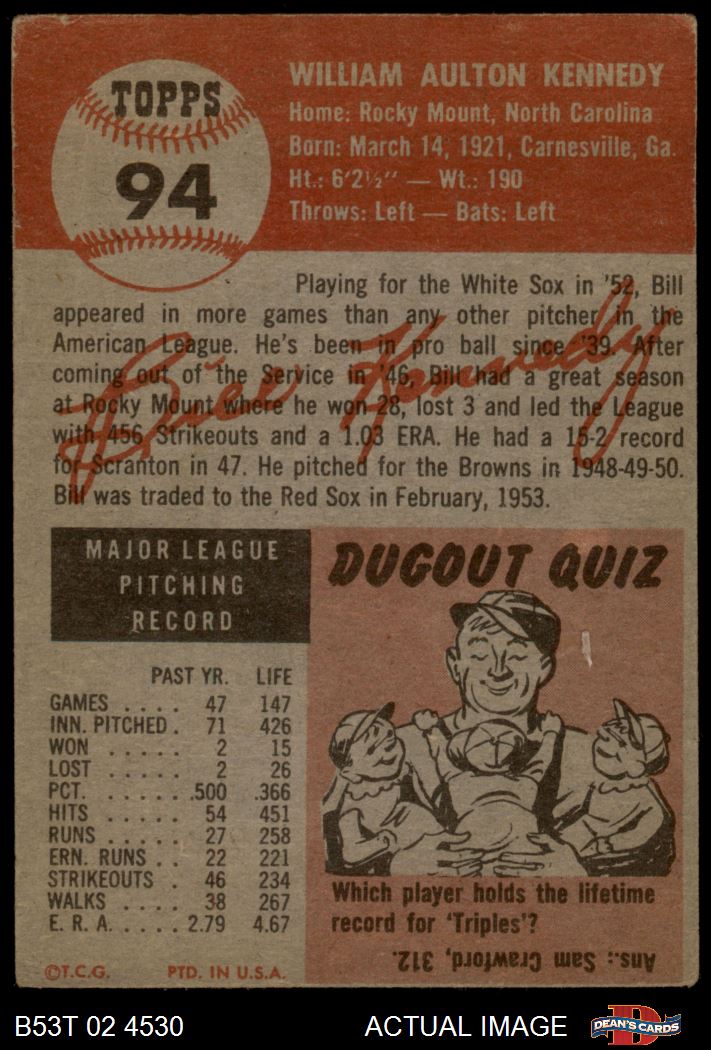 TOPPS
94
WILLIAM AULTON KENNEDY
Home: Rocky Mount, North Carolina
Born: March 14, 1921, Carnesville, Ga.
Ht.: 6'2½" — Wt.: 190
Throws: Left — Bats: Left
Playing for the White Sox in '52, Bill
appeared in more games than any other pitcher in the
American League. He's been in pro ball since '39. After
coming out of the Service in '46, Bill had a great season
at Rocky Mount where he won 28, lost 3 and led the League
with 456 Strikeouts and a 1.03 ERA. He had a 15-2 record
for Scranton in 47. He pitched for the Browns in 1948-49-50.
Bill was traded to the Red Sox in February, 1953.
Bill Kennedy
MAJOR LEAGUE
PITCHING
RECORD
PAST YR. LIFE
GAMES . . . . 47 147
INN. PITCHED . 71 426
WON . . . . . 2 15
LOST . . . . . 2 26
PCT. . . . . . .500 .366
HITS . . . . . 54 451
RUNS . . . . . 27 258
ERN. RUNS . . 22 221
STRIKEOUTS . 46 234
WALKS . . . . 38 267
E. R. A. . . . . 2.79 4.67
©T.C.G. PTD. IN U.S.A.
DUGOUT QUIZ
Which player holds the lifetime
record for 'Triples'?
Ans.: Sam Crawford, 312.
B53T 02 4530
ACTUAL IMAGE
D
DEAN'S CARDS